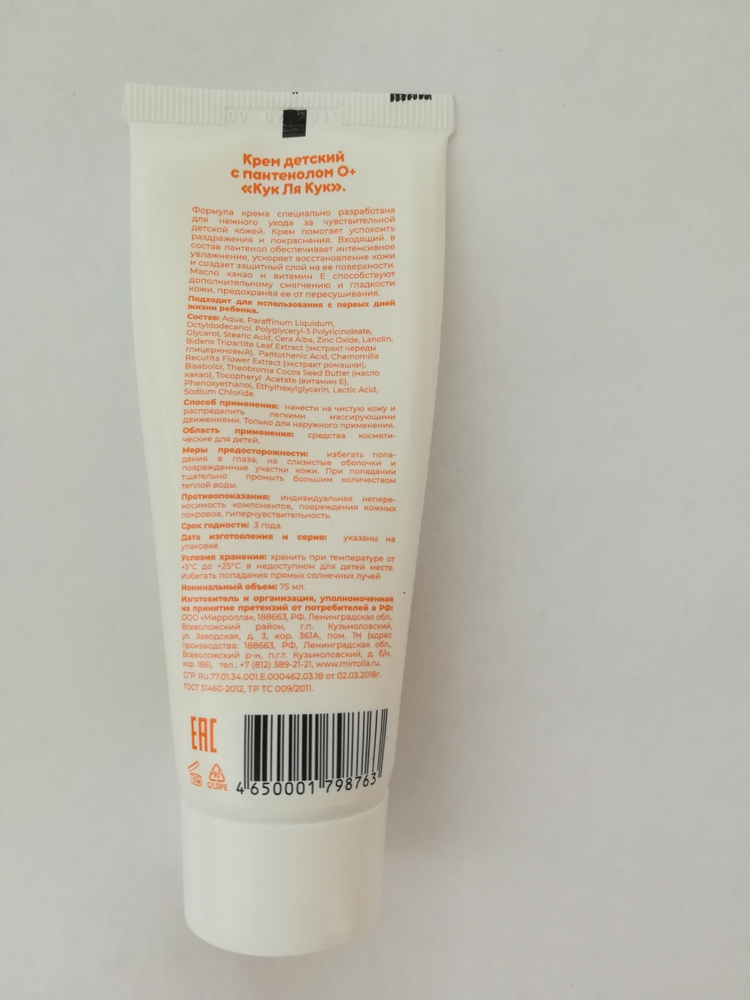 Крем детский
с пантенолом 0+
«Кук Ля Кук».
Формула крема специально разработана
для нежного ухода за чувствительной
детской кожей. Крем помогает успокоить
раздражения и покраснения. Входящий в
состав пантенол обеспечивает интенсивное
увлажнение, ускоряет восстановление кожи
и создает защитный слой на ее поверхности.
Масло какао и витамин Е способствуют
дополнительному смягчению и гладкости
кожи, предохраняя ее от пересушивания.
Подходит для использования с первых дней
жизни ребенка.
Состав: Aqua, Paraffinum Liquidum,
Octyldodecanol, Polyglyceryl-3 Polyricinoleate,
Glycerol, Stearic Acid, Cera Alba, Zinc Oxide, Lanolin,
Bidens Tripartite Leaf Extract (экстракт череды
глицериновый), Pantothenic Acid, Chamomilla
Recutita Flower Extract (экстракт ромашки),
Bisabolol, Theobroma Cocoa Seed Butter (масло
какао), Tocopheryl Acetate (витамин Е),
Phenoxyethanol, Ethylhexylglycerin, Lactic Acid,
Sodium Chloride.
Способ применения: нанести на чистую кожу и
распределить легкими массирующими
движениями. Только для наружного применения.
Область применения: средства космети-
ческие для детей.
Меры предосторожности: избегать попа-
дания в глаза, на слизистые оболочки и
поврежденные участки кожи. При попадании
тщательно промыть большим количеством
теплой воды.
Противопоказания: индивидуальная непере-
носимость компонентов, повреждения кожных
покровов, гиперчувствительность.
Срок годности: 3 года.
Дата изготовления и серия: указаны на
упаковке.
Условия хранения: хранить при температуре от
+5°С до +25°С в недоступном для детей месте.
Избегать попадания прямых солнечных лучей
Номинальный объем: 75 мл.
Изготовитель и организация, уполномоченная
на принятие претензий от потребителей в РФ:
ООО «Мирролла», 188663, РФ, Ленинградская обл.,
Всеволожский район, г.п. Кузьмоловский,
ул. Заводская, д. 3, кор. 361А, пом. 1Ч (адрес
производства: 188663, РФ, Ленинградская обл.,
Всеволожский р-н, п.г.т. Кузьмоловский, д. б/н,
кор. 186), тел.: +7 (812) 389-21-21, www.mirrolla.ru.
СГР: RU.77.01.34.001.Е.000462.03.18 от 02.03.2018г.
ГОСТ 31460-2012, ТР ТС 009/2011.
EAC
C/LDPE
4 650001 798763